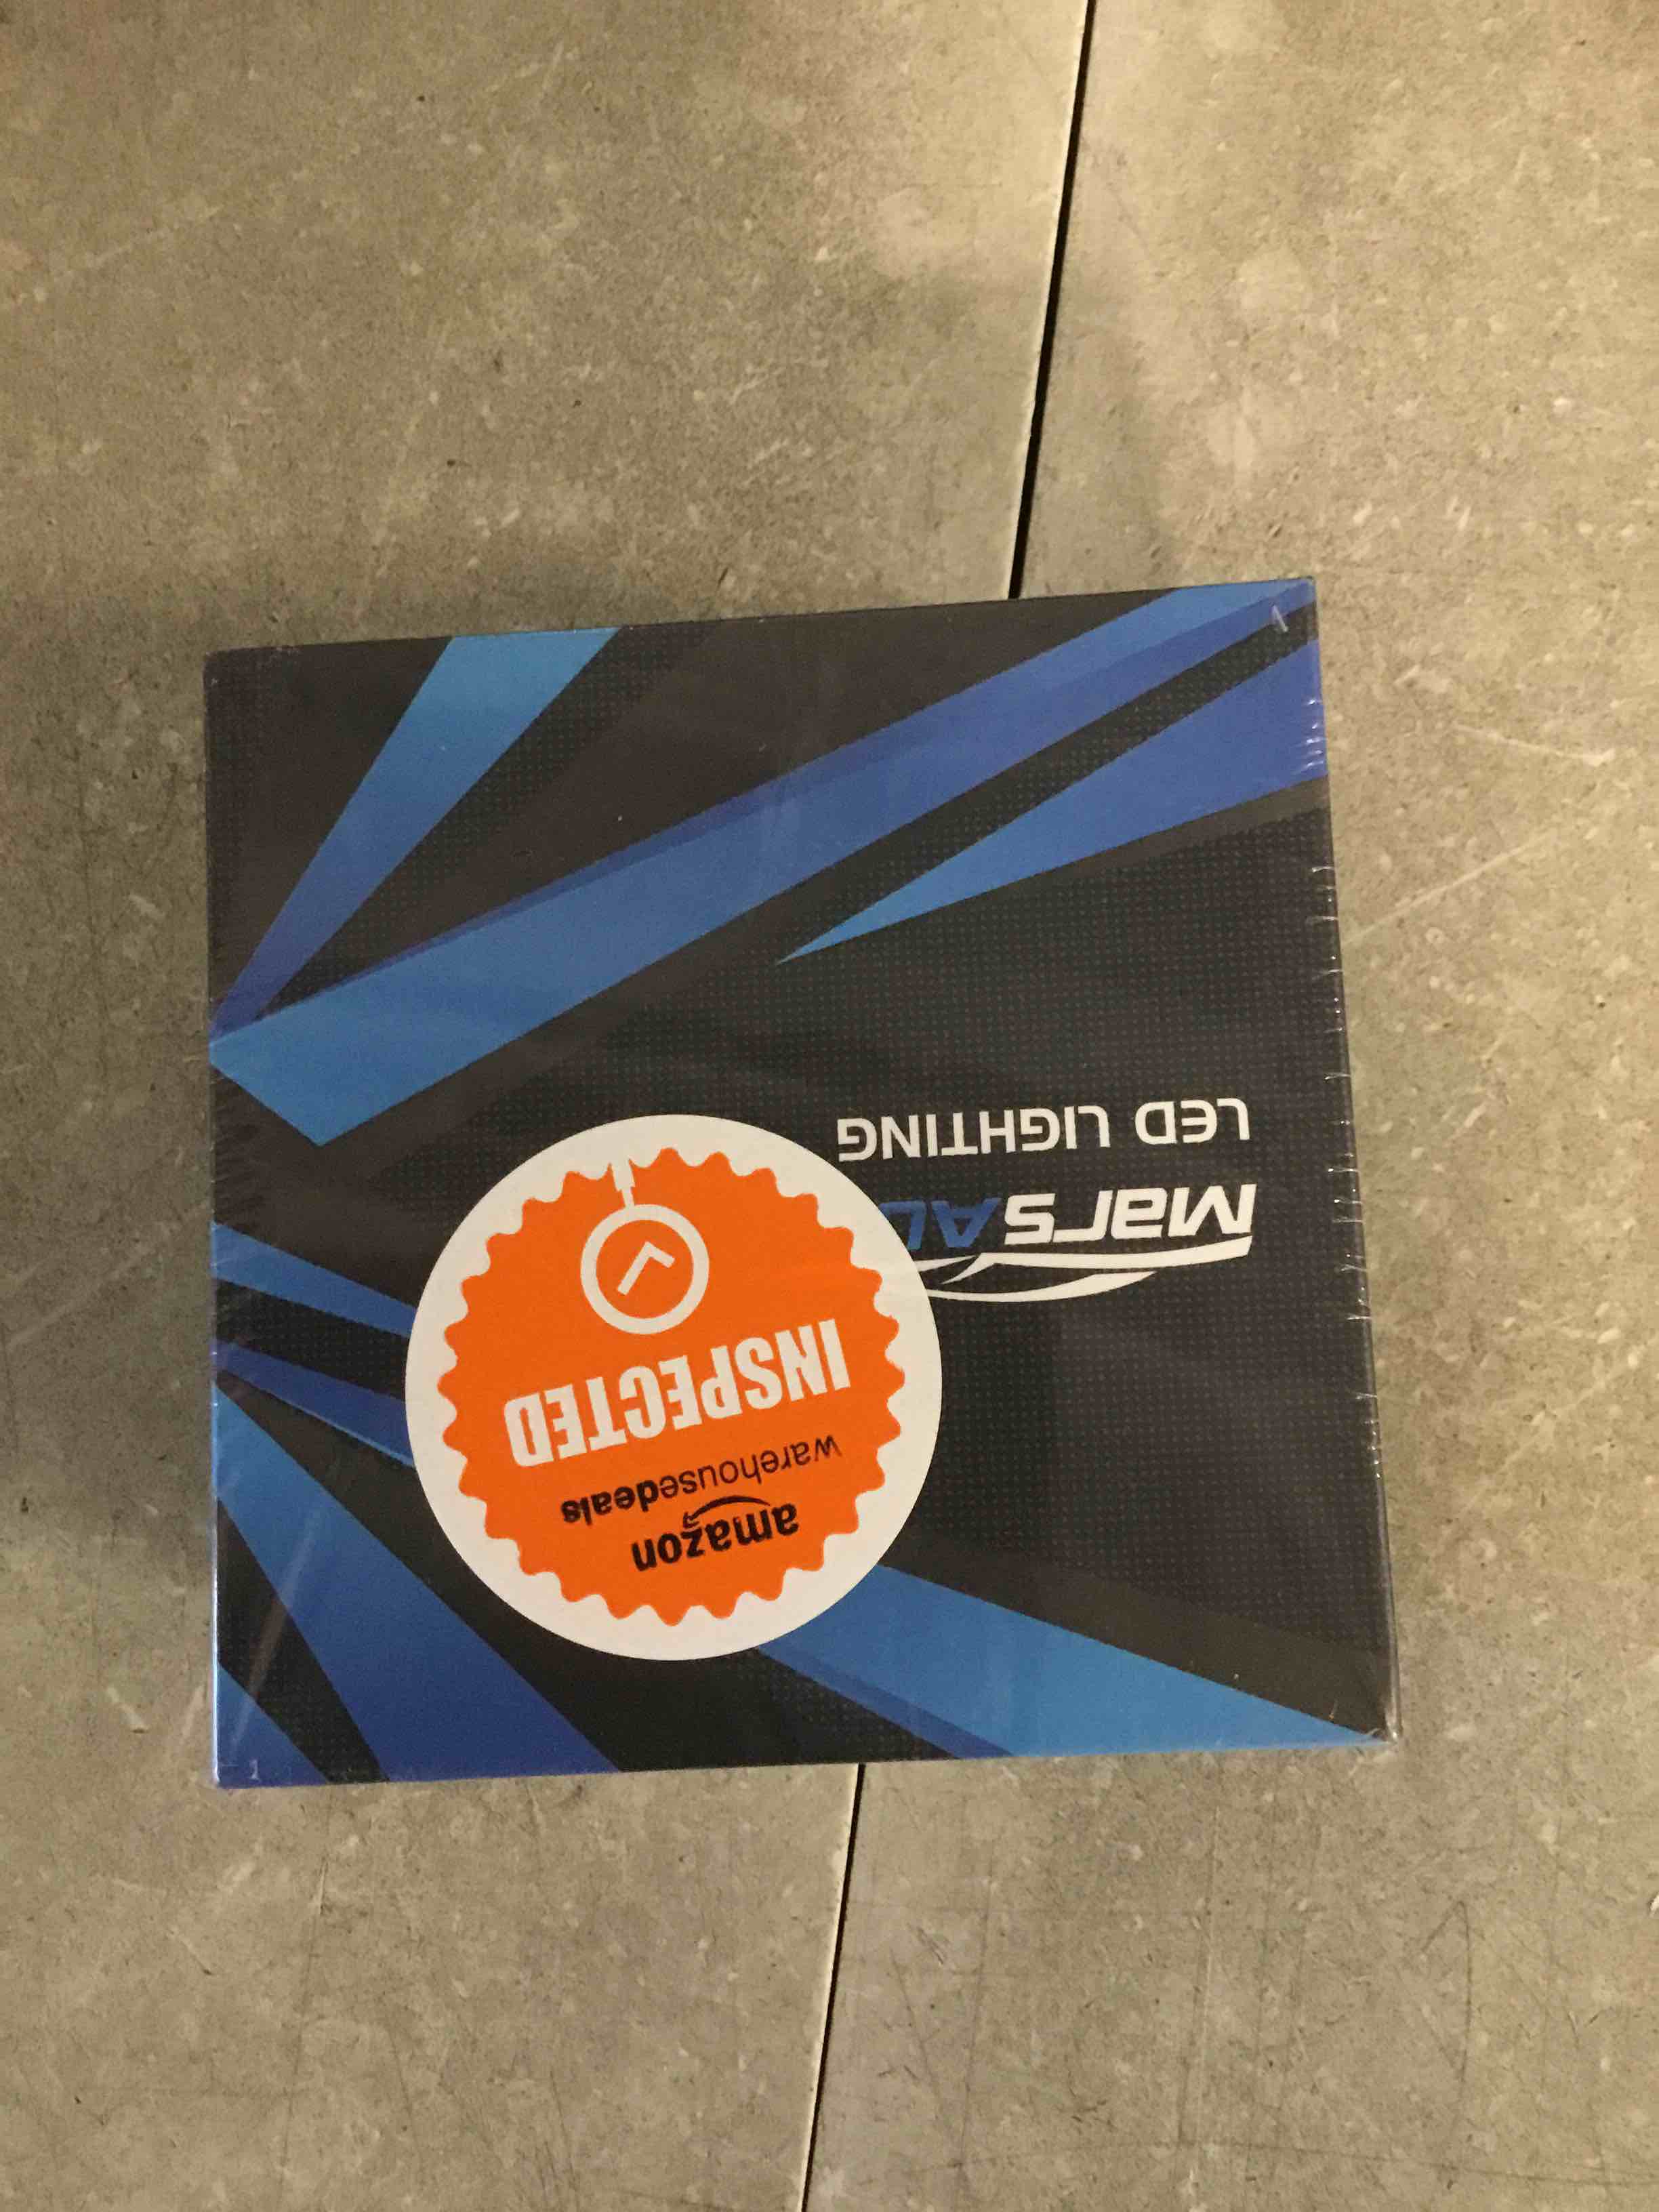 MarsAU
LED LIGHTING
amazon
warehousedeals
INSPECTED